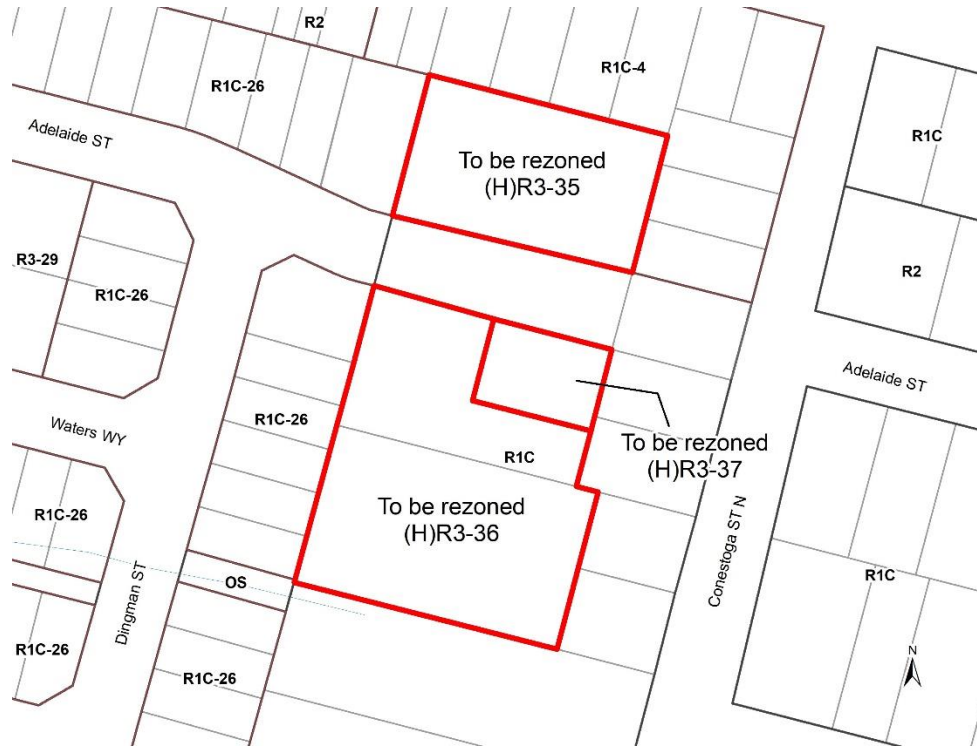 R2
R1C-26
R1C-4
Adelaide ST
R1C
To be rezoned
(H)R3-35
R3-29
R1C-26
R2
Adelaide ST
Waters WY
R1C-26
R1C
To be rezoned
(H)R3-37
To be rezoned
(H)R3-36
R1C-26
Conestoga ST N
R1C
OS
Dingman ST
R1C-26
R1C-26
N